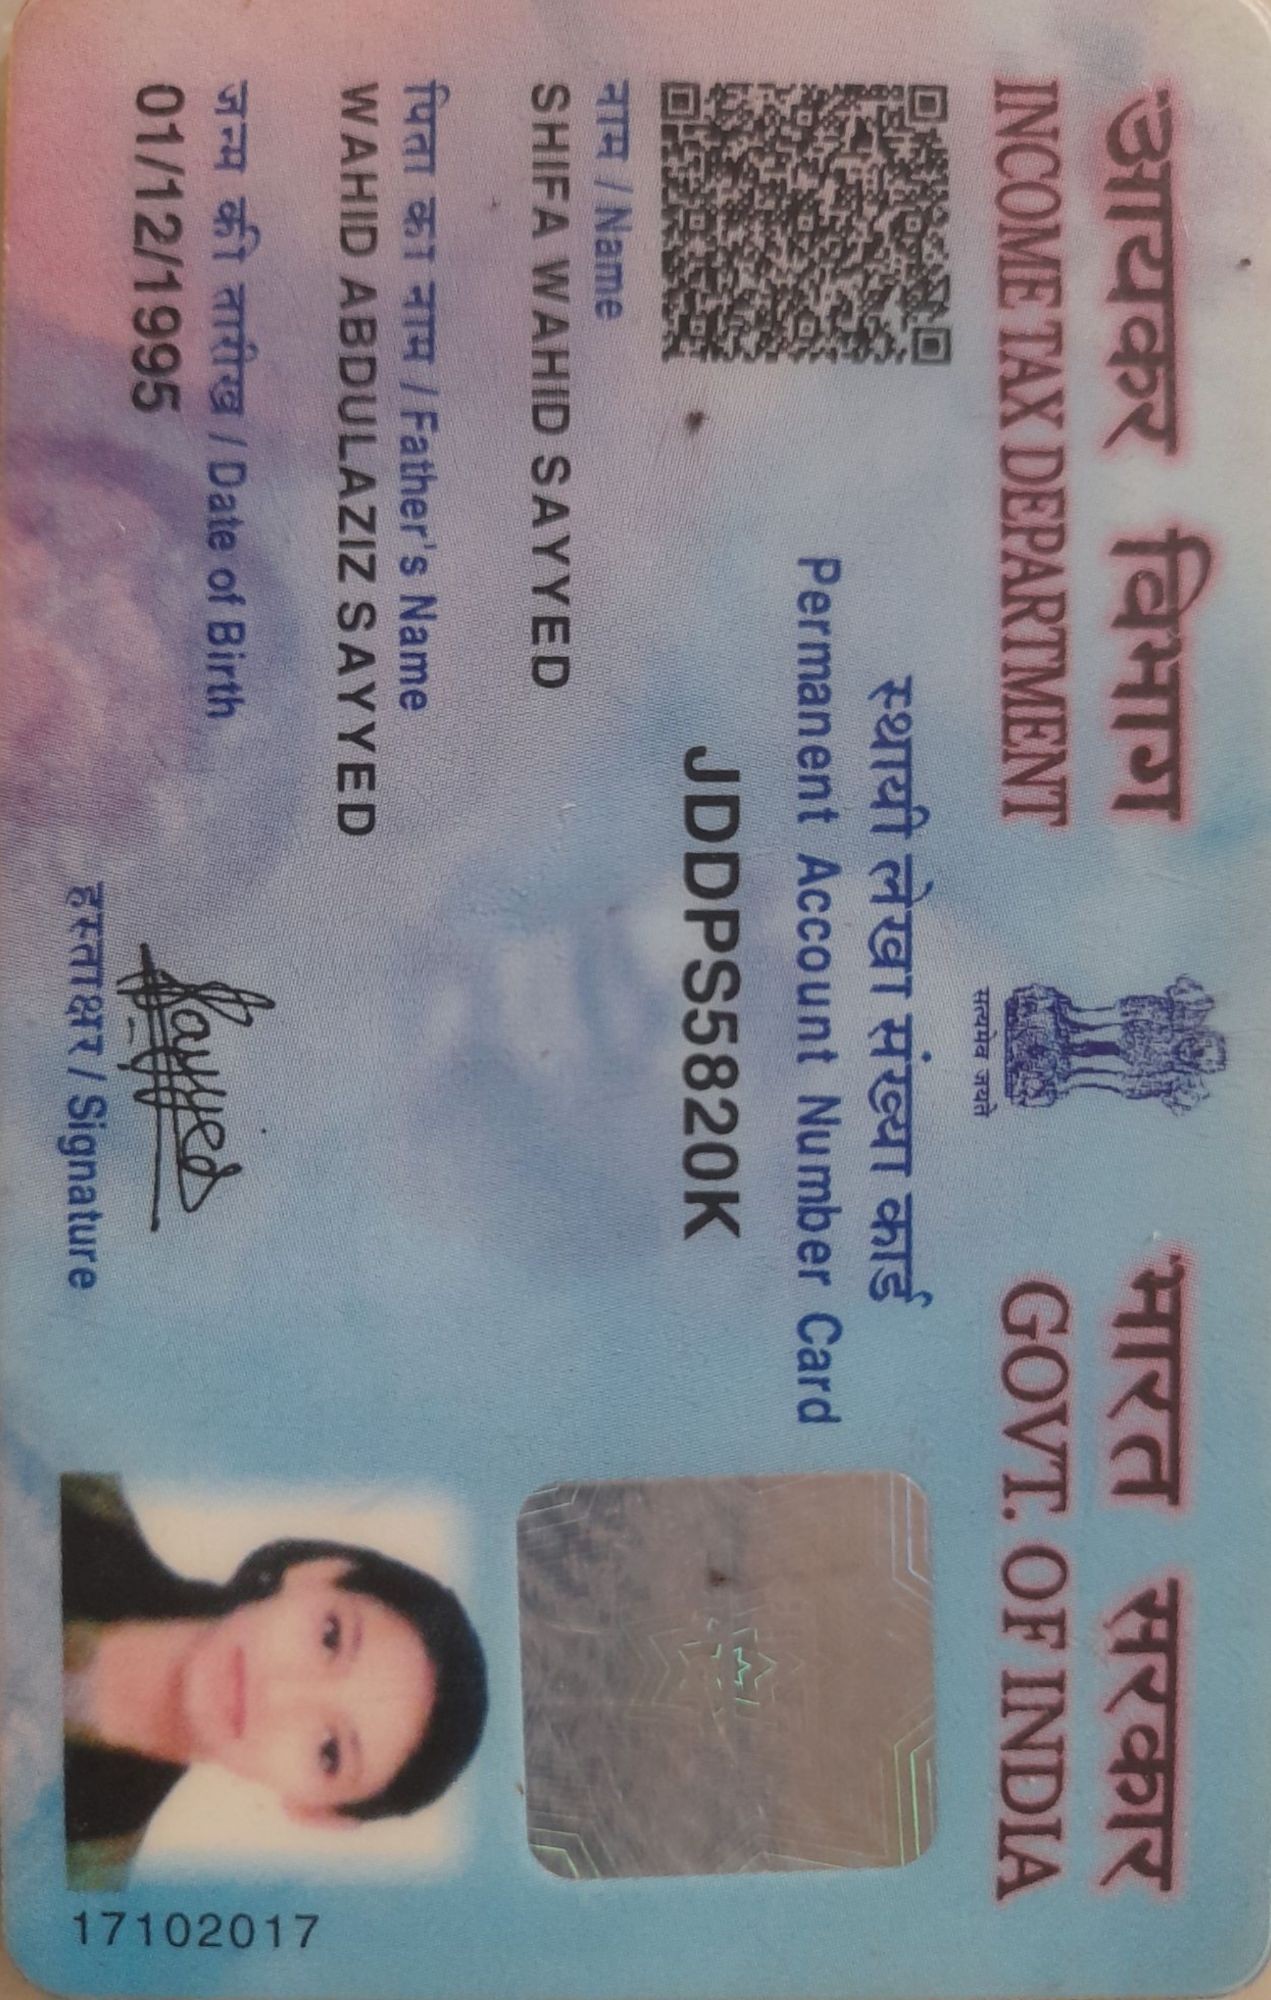 आयकर विभाग
INCOME TAX DEPARTMENT
सत्यमेव जयते
भारत सरकार
GOVT. OF INDIA
स्थायी लेखा संख्या कार्ड
Permanent Account Number Card
JDDPS5820K
नाम / Name
SHIFA WAHID SAYYED
पिता का नाम / Father's Name
WAHID ABDULAZIZ SAYYED
जन्म की तारीख / Date of Birth
01/12/1995
Sayyed
हस्ताक्षर / Signature
17102017